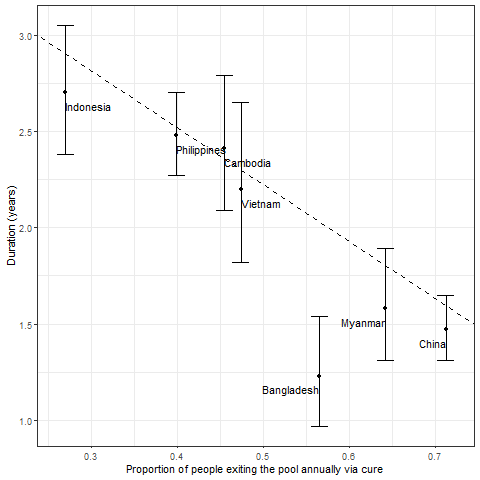 3.0
2.5
2.0
1.5
1.0
Duration (years)
Indonesia
Philippines
Cambodia
Vietnam
Myanmar
China
Bangladesh
0.3 0.4 0.5 0.6 0.7
Proportion of people exiting the pool annually via cure